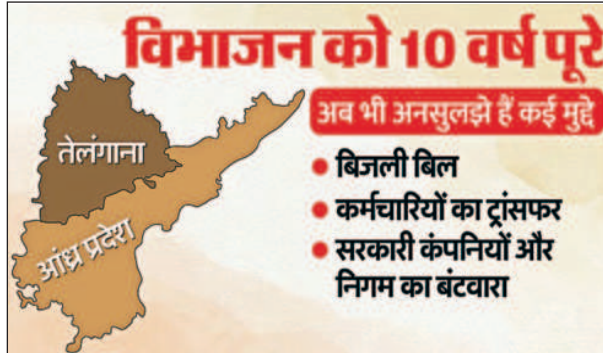 विभाजन को 10 वर्ष पूरे
अब भी अनसुलझे हैं कई मुद्दे
तेलंगाना
आंध्र प्रदेश
• बिजली बिल
• कर्मचारियों का ट्रांसफर
• सरकारी कंपनियों और
निगम का बंटवारा